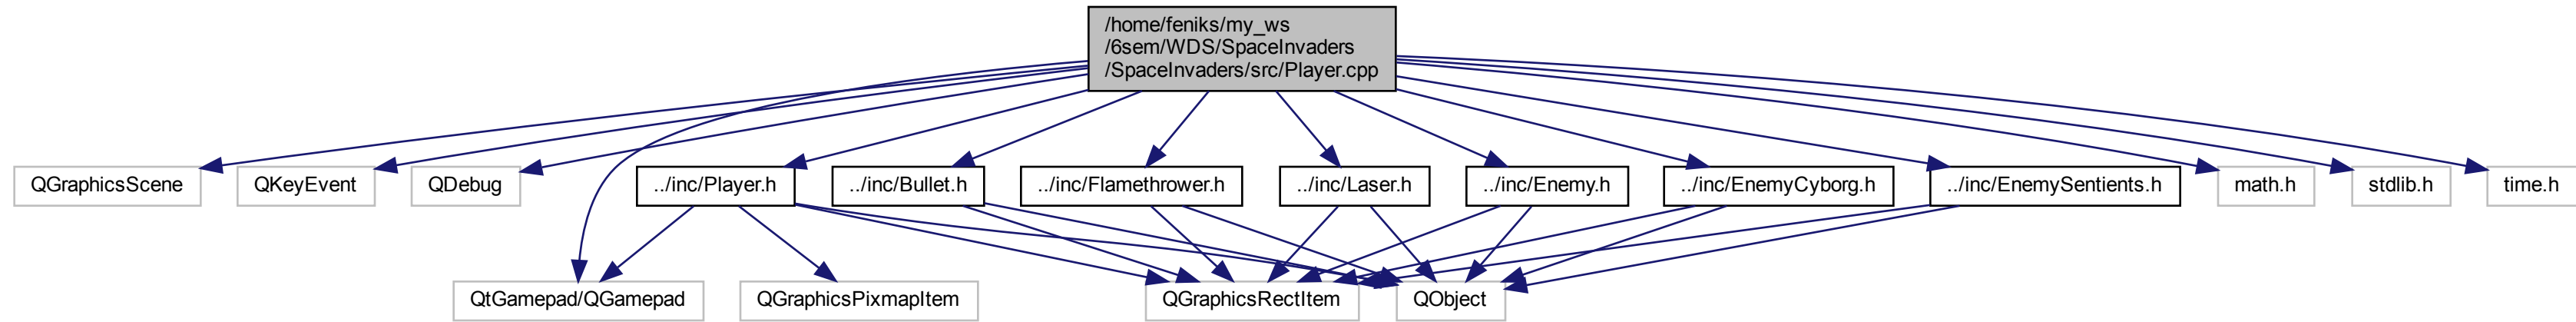 /home/feniks/my_ws
/6sem/WDS/SpaceInvaders
/SpaceInvaders/src/Player.cpp
QGraphicsScene
QKeyEvent
QDebug
../inc/Player.h
../inc/Bullet.h
../inc/Flamethrower.h
../inc/Laser.h
../inc/Enemy.h
../inc/EnemyCyborg.h
../inc/EnemySentients.h
math.h
stdlib.h
time.h
QtGamepad/QGamepad
QGraphicsPixmapItem
QGraphicsRectItem
QObject